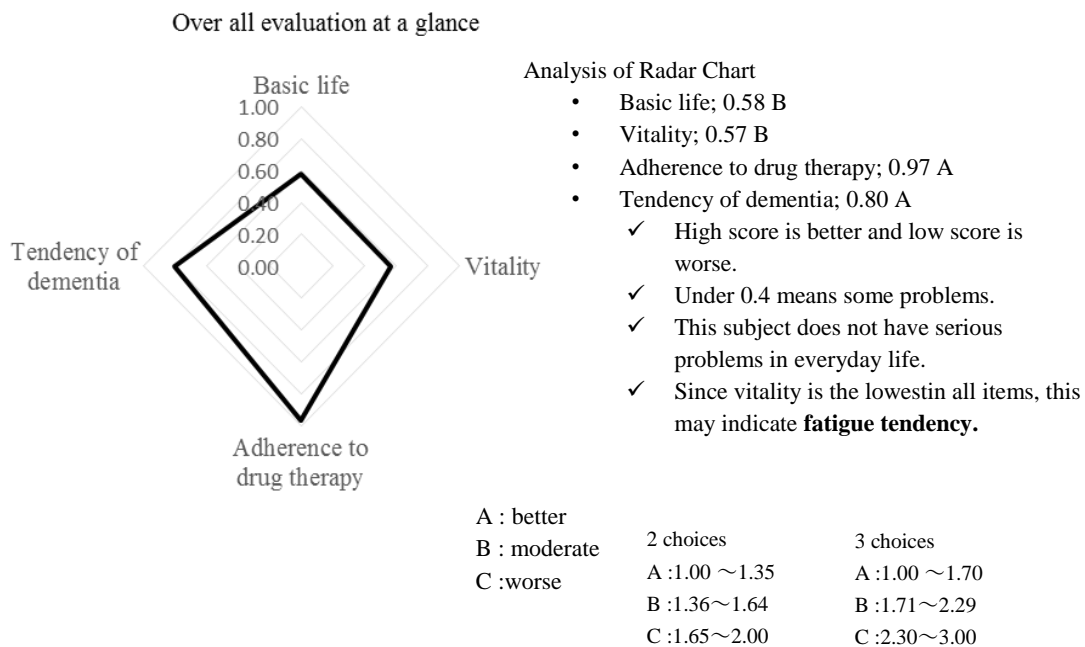 Over all evaluation at a glance
Basic life
1.00
0.80
0.60
0.40
0.20
0.00
Tendency of
dementia
Vitality
Adherence to
drug therapy
Analysis of Radar Chart
• Basic life; 0.58 B
• Vitality; 0.57 B
• Adherence to drug therapy; 0.97 A
• Tendency of dementia; 0.80 A
✓ High score is better and low score is
worse.
✓ Under 0.4 means some problems.
✓ This subject does not have serious
problems in everyday life.
✓ Since vitality is the lowestin all items, this
may indicate fatigue tendency.
A : better
B : moderate
C :worse
2 choices
A :1.00 ～1.35
B :1.36～1.64
C :1.65～2.00
3 choices
A :1.00 ～1.70
B :1.71～2.29
C :2.30～3.00